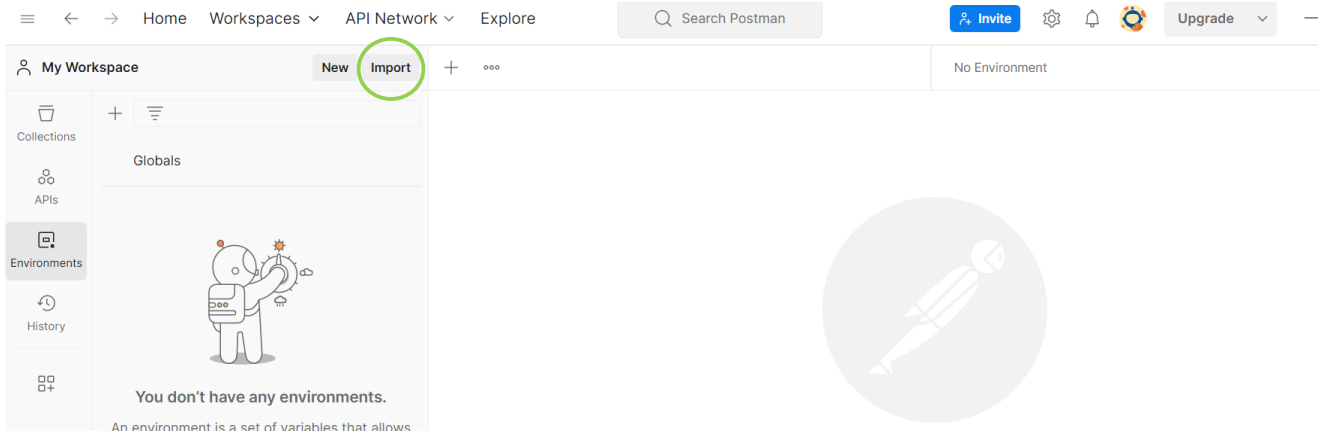 Home Workspaces API Network Explore Search Postman Invite Upgrade
My Workspace New Import No Environment
Collections
Globals
APIs
Environments
History
You don't have any environments.
An environment is a set of variables that allows